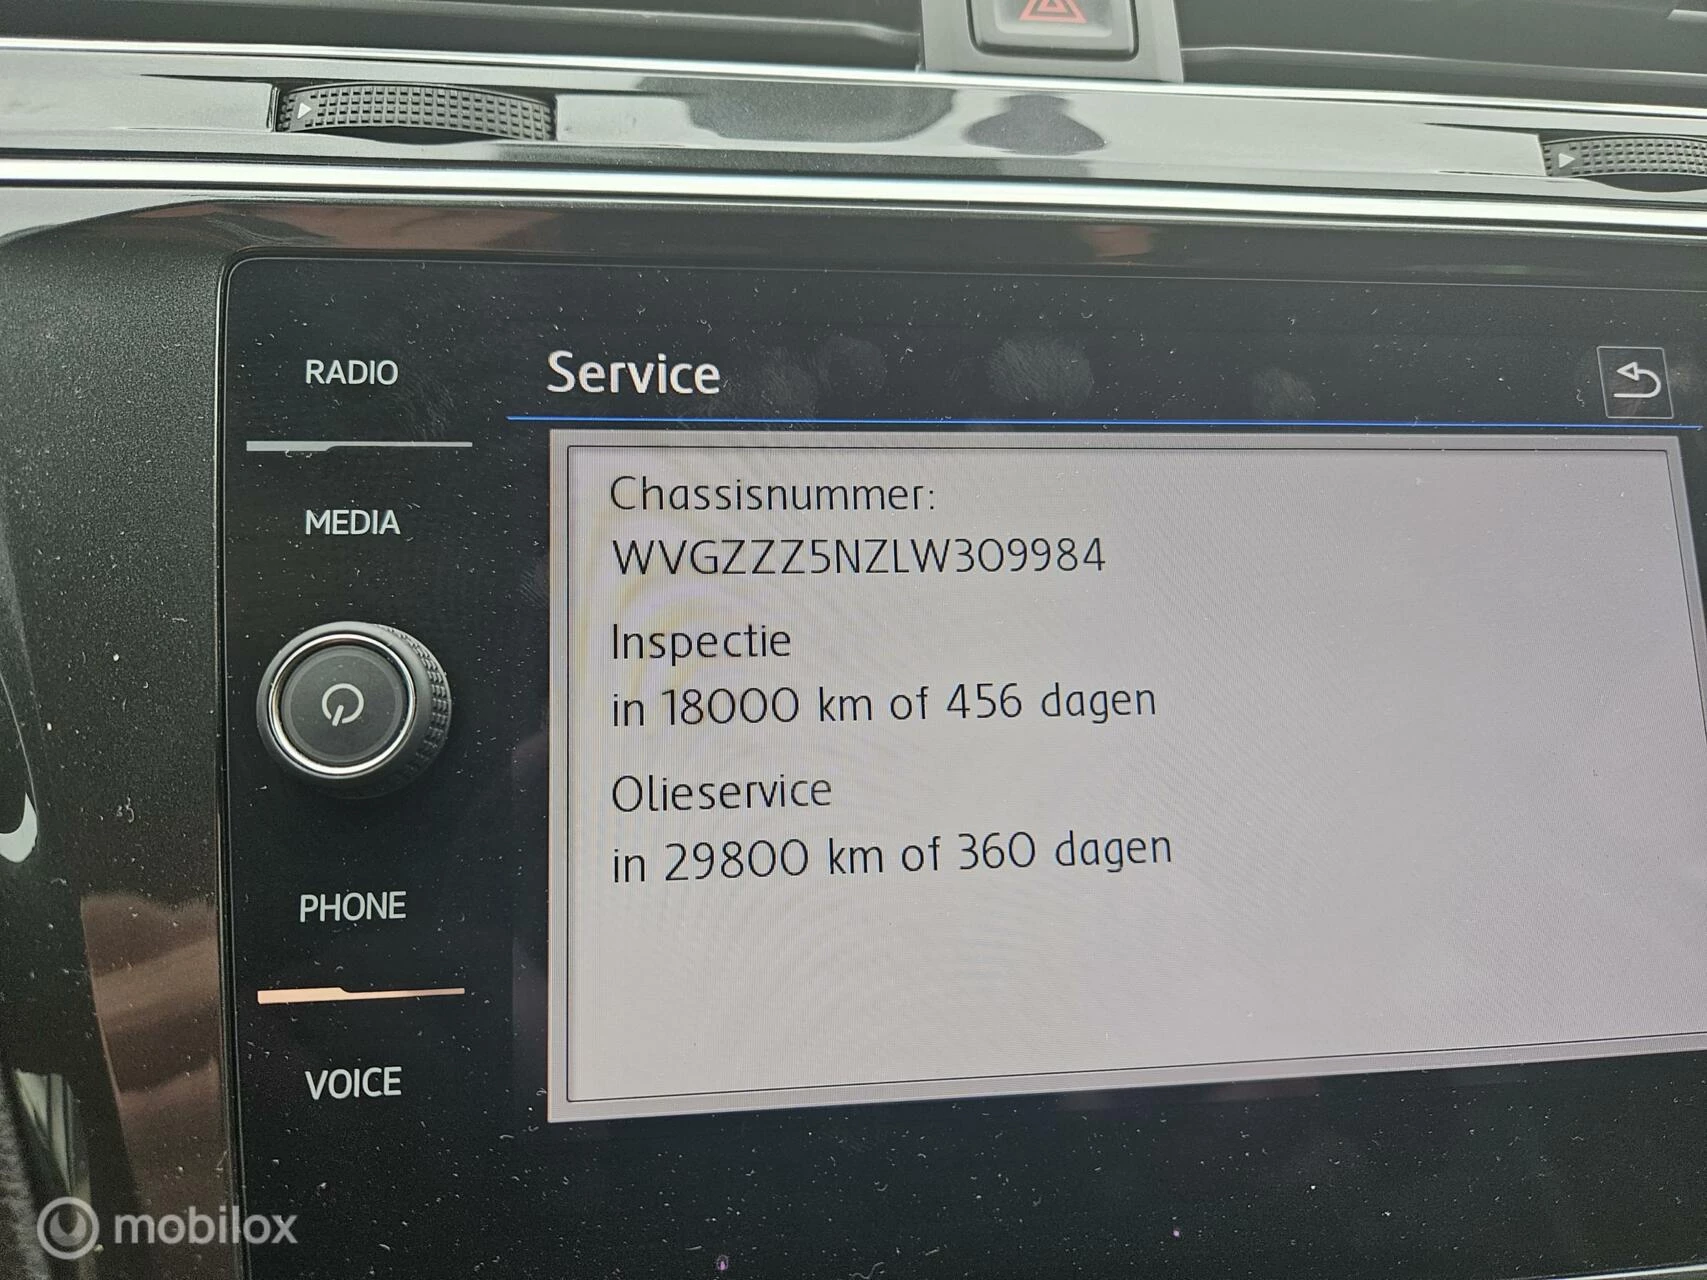 RADIO
MEDIA
PHONE
VOICE
Service
Chassisnummer:
WVGZZZ5NZLW309984
Inspectie
in 18000 km of 456 dagen
Olieservice
in 29800 km of 360 dagen
mobilox